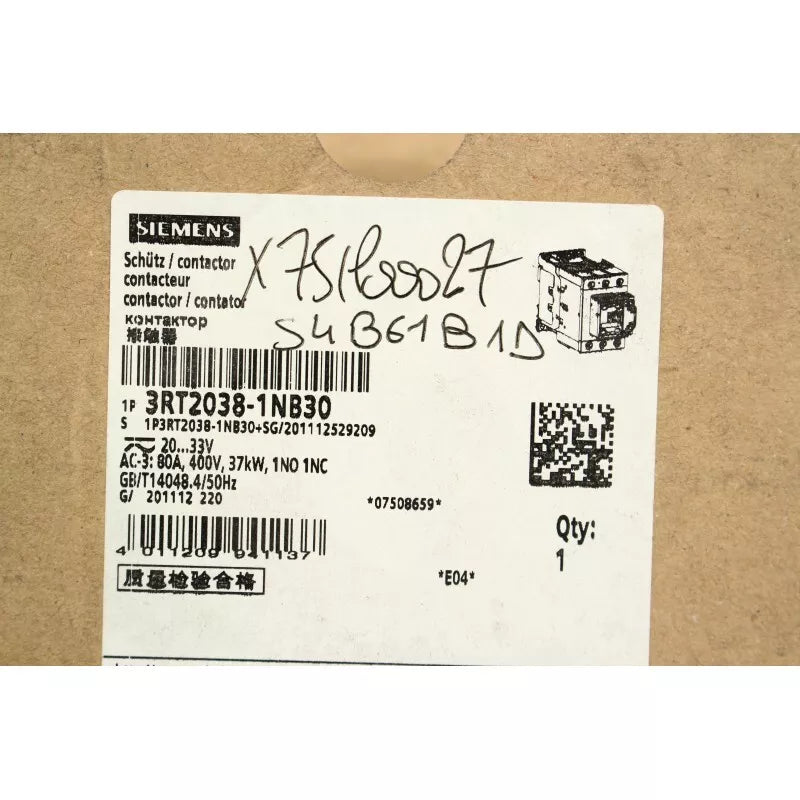 SIEMENS
Schütz / contactor
contacteur
contactor / contator
контактор
接触器
S4B61B1D
1P 3RT2038-1NB30
S 1P3RT2038-1NB30+SG/201112529209
20...33V
AC-3: 80A, 400V, 37kW, 1NO 1NC
GB/T14048.4/50Hz
G/ 201112 220
*07508659*
Qty:
1
4 011209 941137
质量检验合格
*E04*